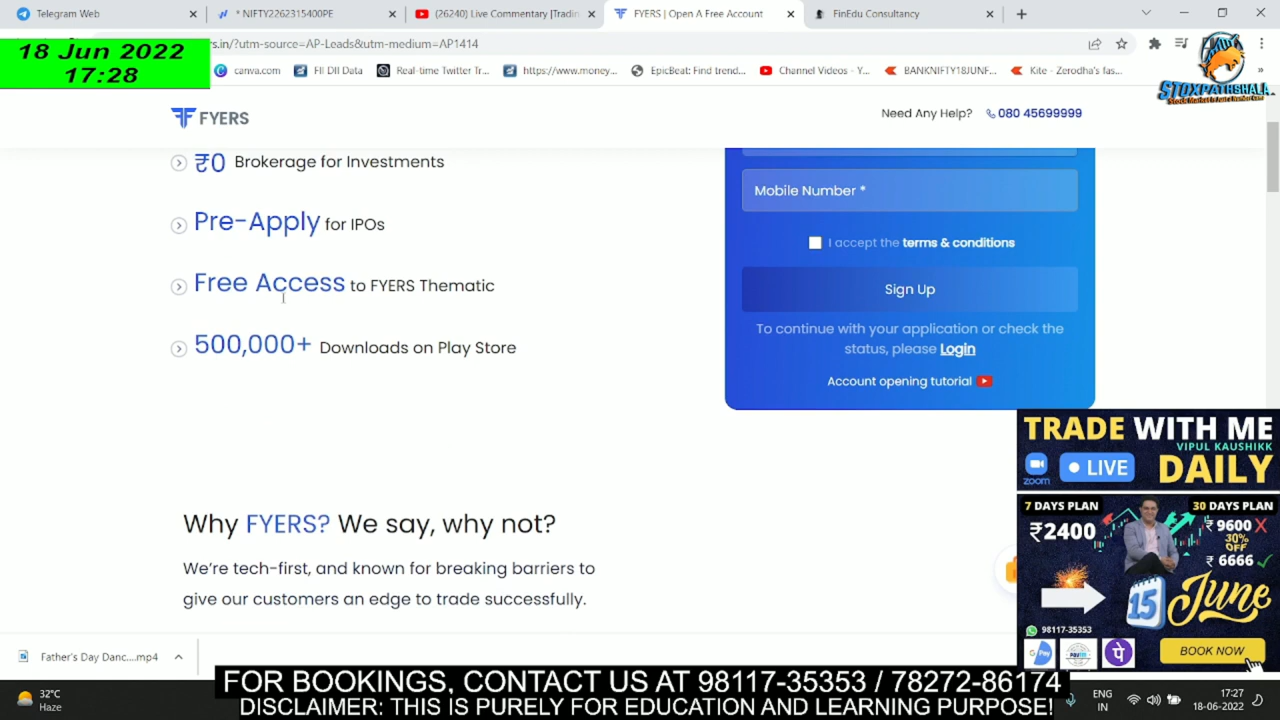 Telegram Web
* NIFTY2262315400PE
(26240) Live Commentary |Tradin
FYERS | Open A Free Account
FinEdu Consultancy
18 Jun 2022
17:28
rs.in/?utm-source=AP-Leads&utm-medium=AP1414
canva.com
FII DII Data
Real-time Twitter Tr...
https://www.money...
EpicBeat: Find trend...
Channel Videos - Y...
BANKNIFTY18JUNF...
Kite - Zerodha's fas...
STOXPATHSHALA
FYERS
Need Any Help?
080 45699999
₹0 Brokerage for Investments
Pre-Apply for IPOs
Free Access to FYERS Thematic
500,000+ Downloads on Play Store
Mobile Number *
I accept the terms & conditions
Sign Up
To continue with your application or check the
status, please Login
Account opening tutorial
Why FYERS? We say, why not?
We're tech-first, and known for breaking barriers to
give our customers an edge to trade successfully.
TRADE WITH ME
VIPUL KAUSHIKK
zoom
LIVE
DAILY
7 DAYS PLAN
₹2400
30 DAYS PLAN
₹ 9600 X
30%
OFF
₹ 6666
15 June
98117-35353
G Pay
BOOK NOW
Father's Day Danc....mp4
FOR BOOKINGS, CONTACT US AT 98117-35353 / 78272-86174
DISCLAIMER: THIS IS PURELY FOR EDUCATION AND LEARNING PURPOSE!
32°C
Haze
ENG
IN
17:27
18-06-2022